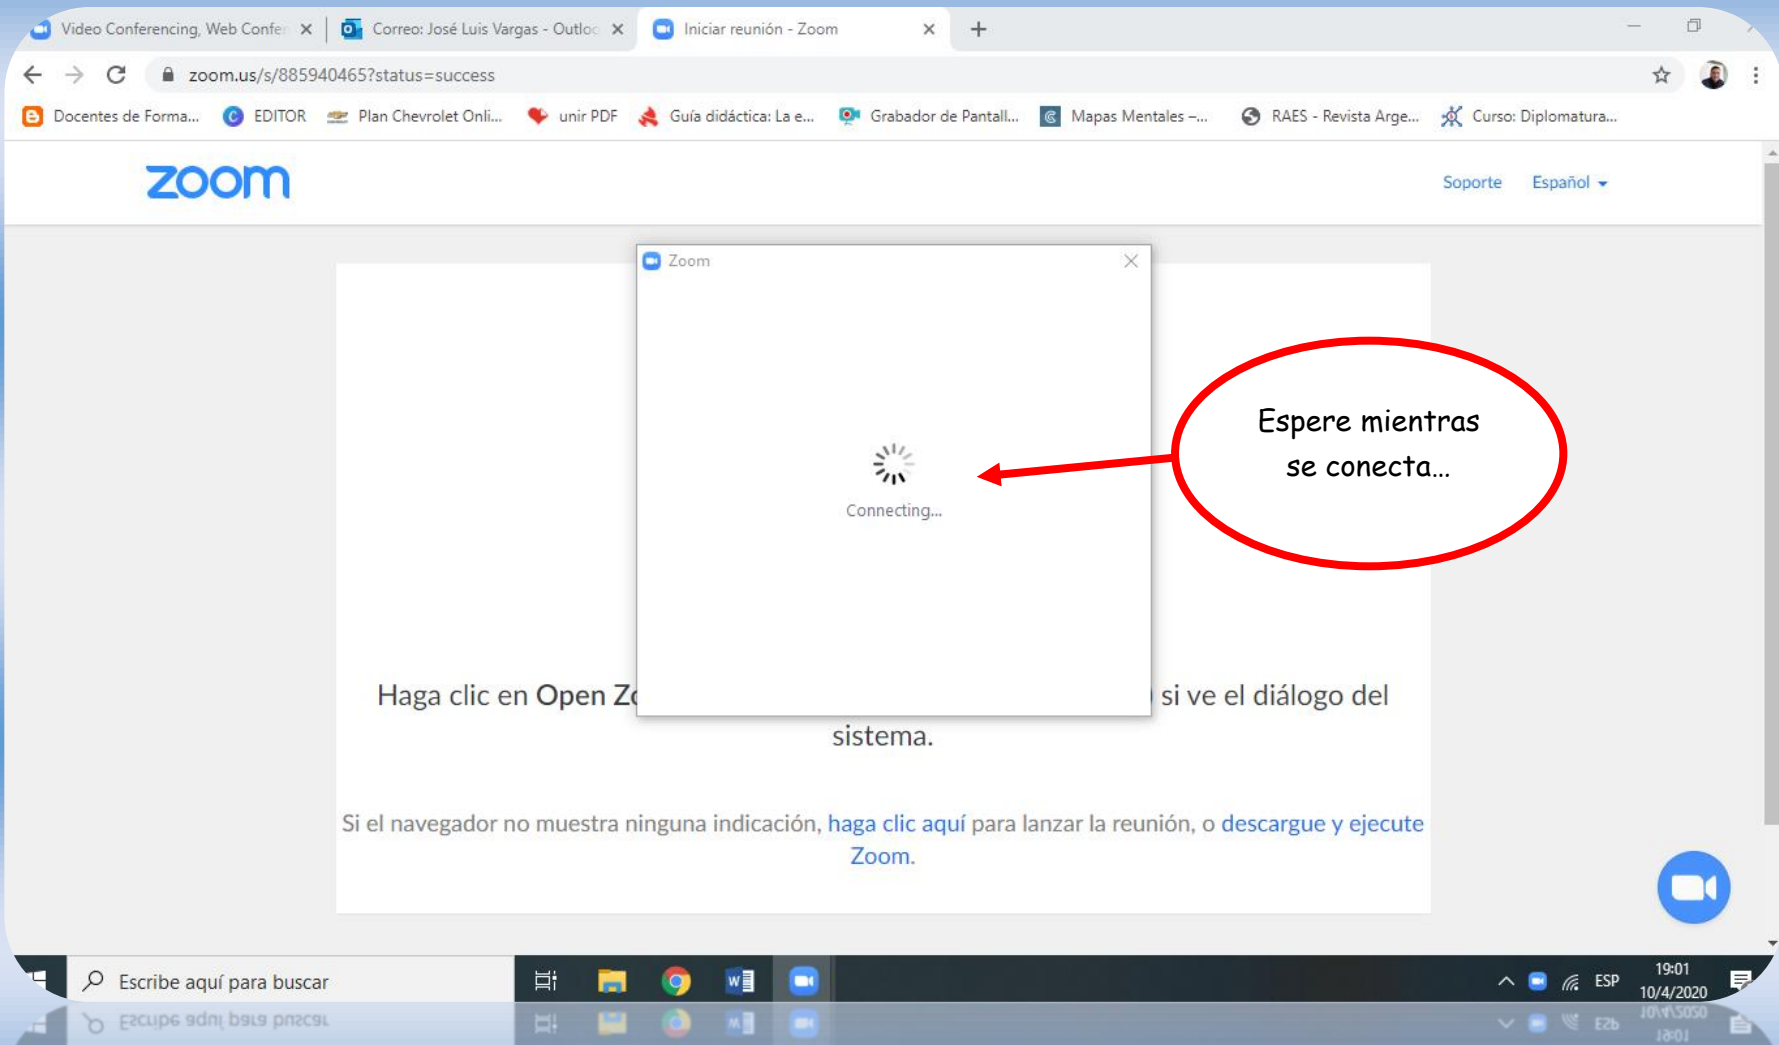 Video Conferencing, Web Confer
Correo: José Luis Vargas - Outloo
Iniciar reunión - Zoom
zoom.us/s/885940465?status=success
Docentes de Forma...
EDITOR
Plan Chevrolet Onli...
unir PDF
Guía didáctica: La e...
Grabador de Pantall...
Mapas Mentales –...
RAES - Revista Arge...
Curso: Diplomatura...
zoom
Soporte
Español
Zoom
Connecting...
Espere mientras
se conecta...
Haga clic en Open Zo
si ve el diálogo del
sistema.
Si el navegador no muestra ninguna indicación, haga clic aquí para lanzar la reunión, o descargue y ejecute
Zoom.
Escribe aquí para buscar
ESP
19:01
10/4/2020